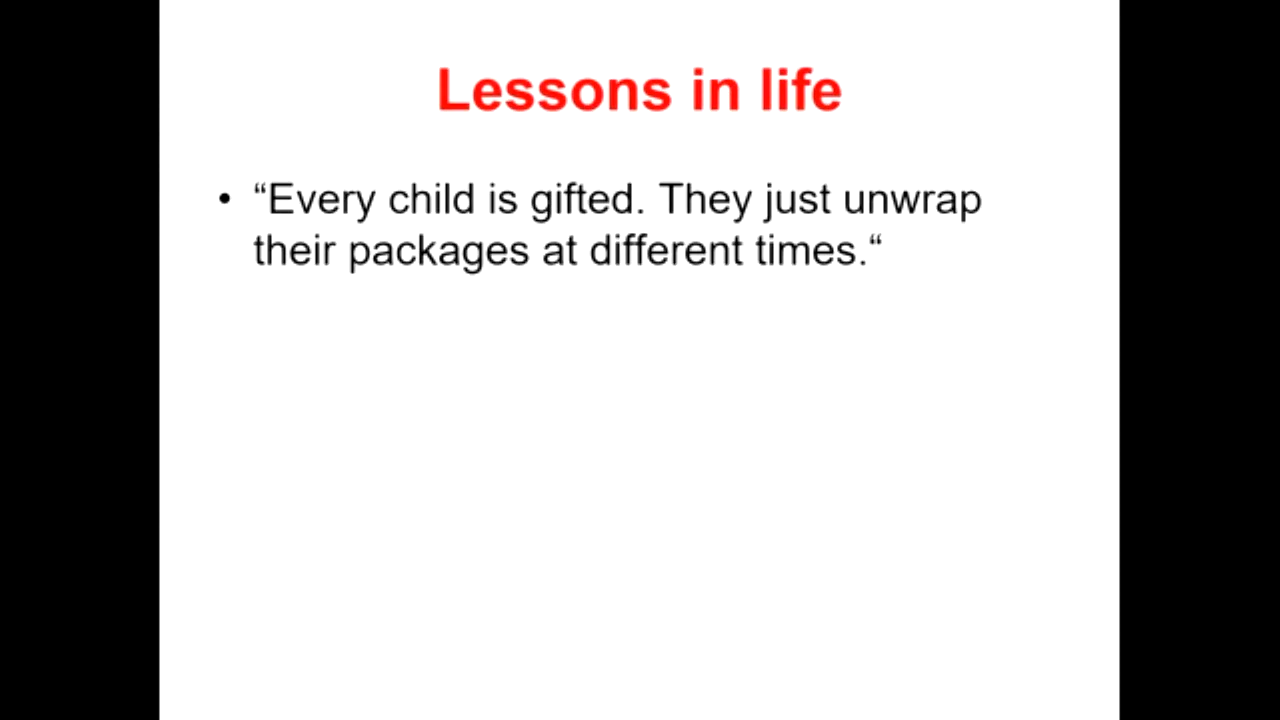 Lessons in life
• “Every child is gifted. They just unwrap
their packages at different times.“